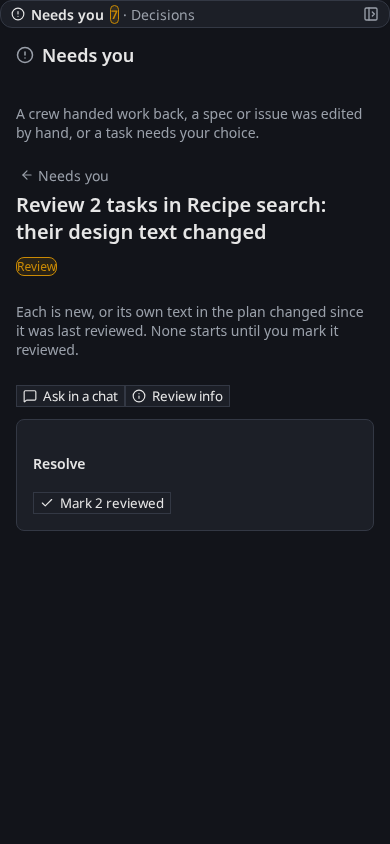 Needs you 7 · Decisions
Needs you
A crew handed work back, a spec or issue was edited
by hand, or a task needs your choice.
Needs you
Review 2 tasks in Recipe search:
their design text changed
Review
Each is new, or its own text in the plan changed since
it was last reviewed. None starts until you mark it
reviewed.
Ask in a chat Review info
Resolve
Mark 2 reviewed